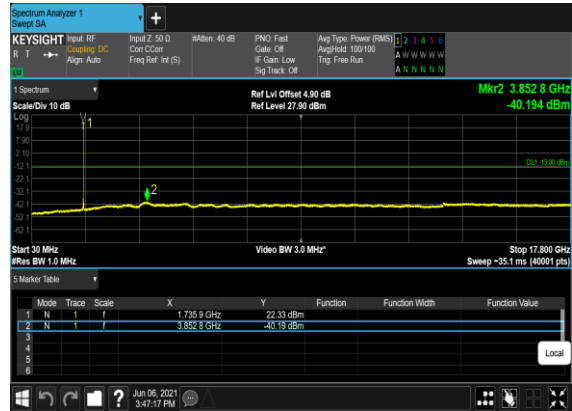 Spectrum Analyzer 1
Swept SA
+
KEYSIGHT Input: RF Input Z: 50 Ω #Atten: 40 dB PNO: Fast Avg Type: Power (RMS) 1 2 3 4 5 6
R T Coupling: DC Corr CCorr Gate: Off Avg|Hold: 100/100 A W W W W W
Align: Auto Freq Ref: Int (S) IF Gain: Low Trig: Free Run
LW Sig Track: Off A N N N N N
1 Spectrum Ref Lvl Offset 4.90 dB Mkr2 3.852 8 GHz
Scale/Div 10 dB Ref Level 27.90 dBm -40.194 dBm
Log
17.9 1
7.90
-2.10
-12.1 DL1 -13.00 dBm
-22.1
-32.1 2
-42.1
-52.1
-62.1
Start 30 MHz Video BW 3.0 MHz* Stop 17.800 GHz
#Res BW 1.0 MHz Sweep ~35.1 ms (40001 pts)
5 Marker Table
Mode Trace Scale X Y Function Function Width Function Value
1 N 1 f 1.735 9 GHz 22.33 dBm
2 N 1 f 3.852 8 GHz -40.19 dBm
3
4
5
6
Local
? Jun 06, 2021
3:47:17 PM